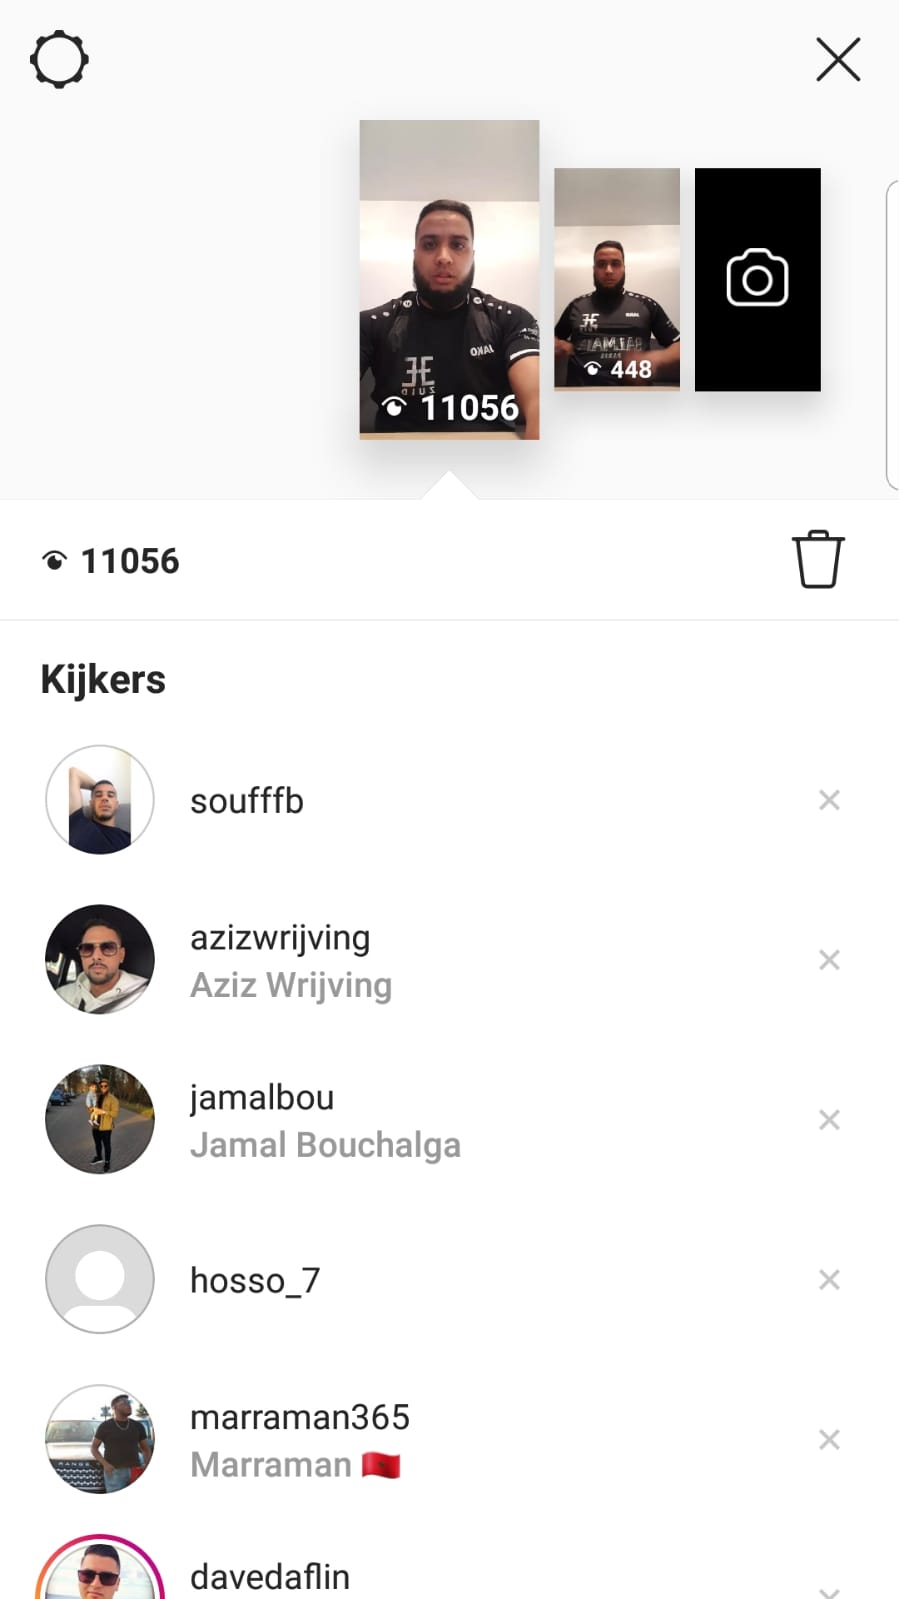 11056
448
11056
Kijkers
soufffb
azizwrijving
Aziz Wrijving
jamalbou
Jamal Bouchalga
hosso_7
marraman365
Marraman 🇲🇦
davedaflin